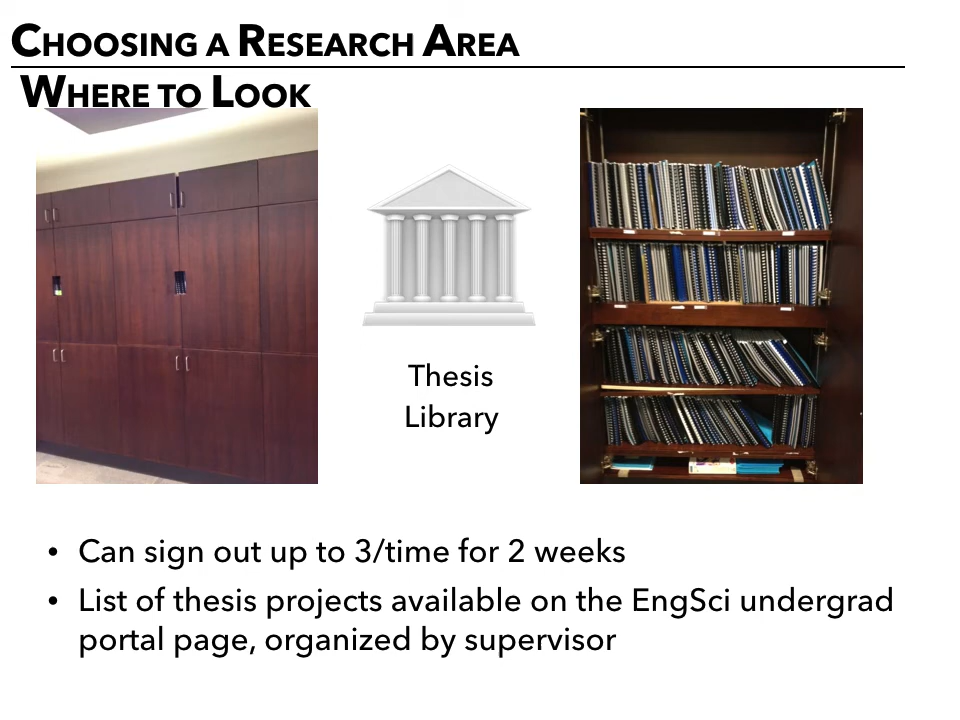 CHOOSING A RESEARCH AREA
WHERE TO LOOK
Thesis
Library
• Can sign out up to 3/time for 2 weeks
• List of thesis projects available on the EngSci undergrad
portal page, organized by supervisor